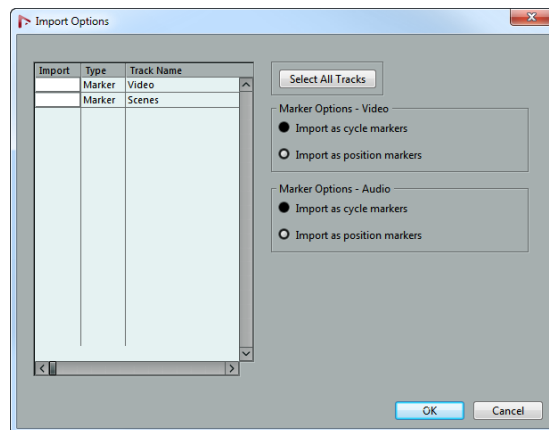 Import Options
Import Type Track Name
Marker Video
Marker Scenes
Select All Tracks
Marker Options - Video
Import as cycle markers
Import as position markers
Marker Options - Audio
Import as cycle markers
Import as position markers
OK Cancel